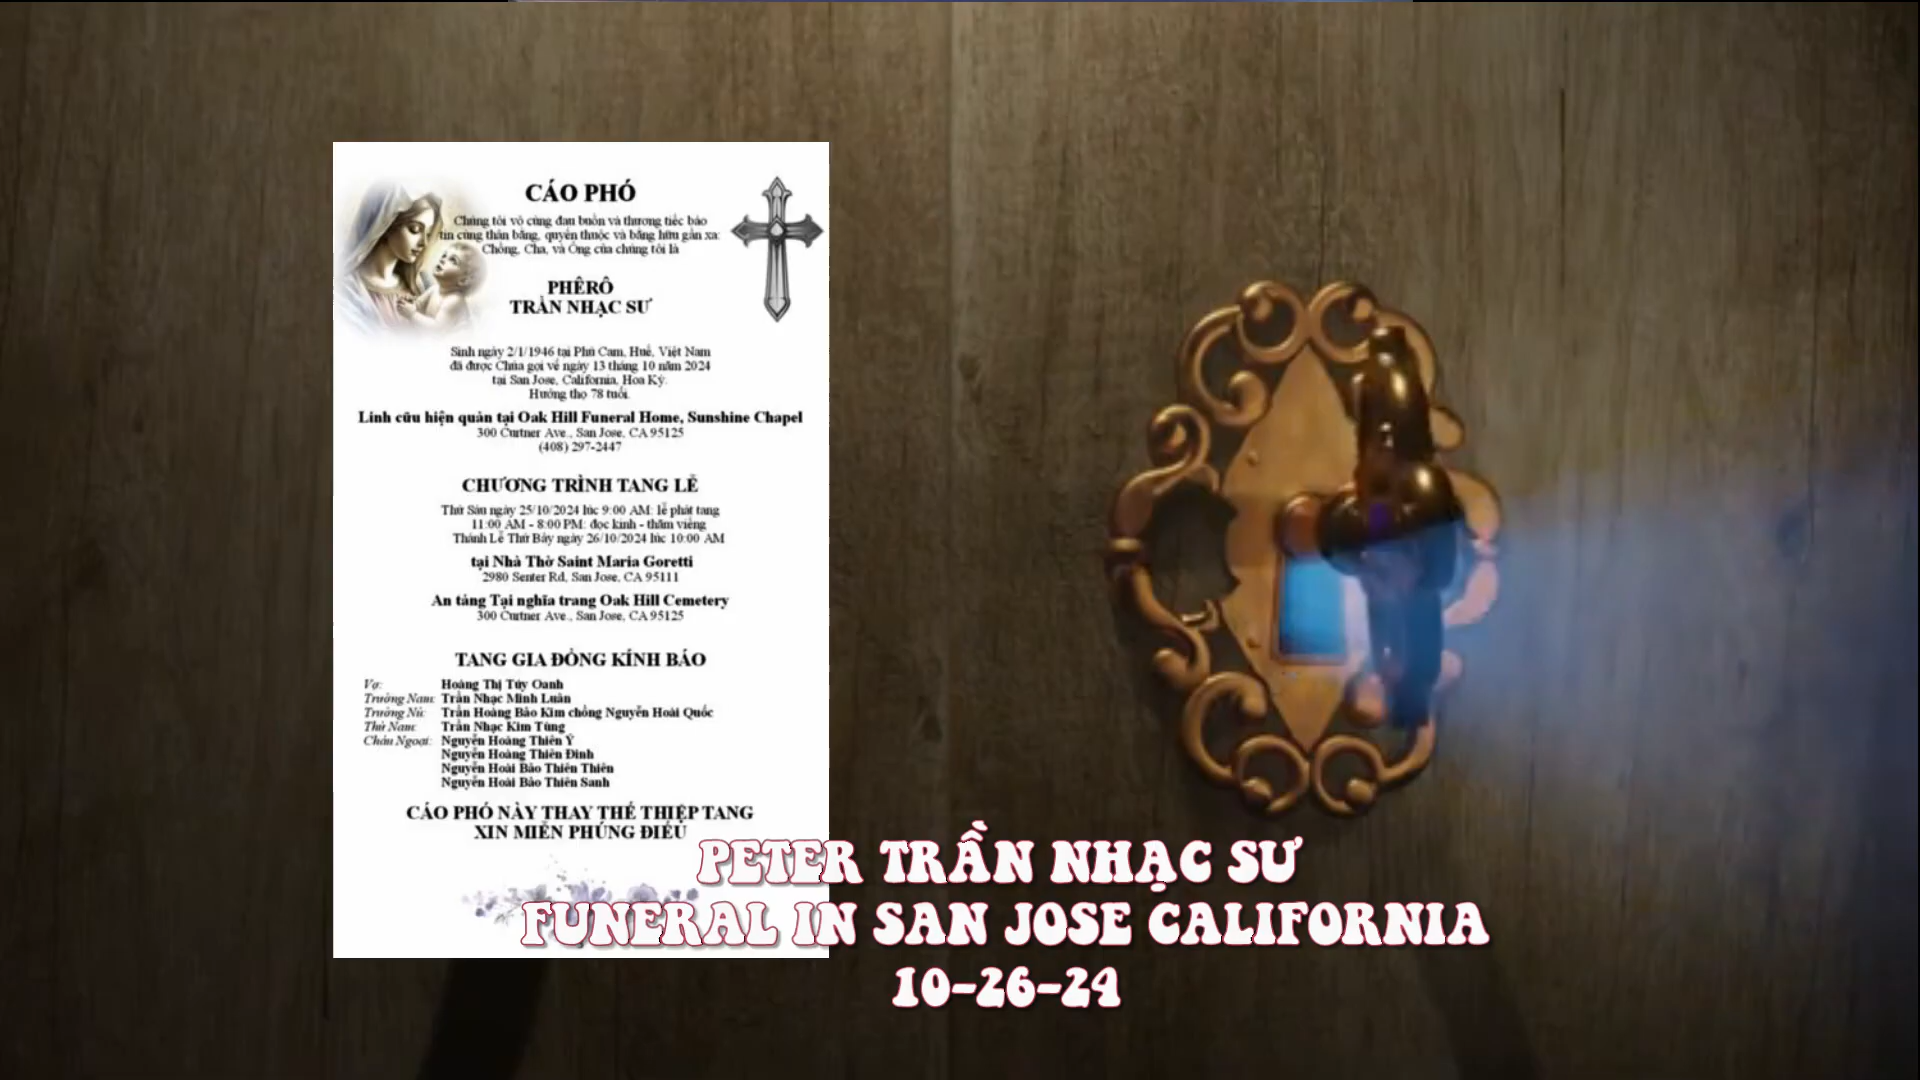 CÁO PHÓ
Chúng tôi vô cùng đau buồn và thương tiếc báo
tin cùng thân bằng, quyến thuộc và bằng hữu gần xa:
Chồng, Cha, và Ông của chúng tôi là
PHÊRÔ
TRẦN NHẠC SƯ
Sinh ngày 2/1/1946 tại Phú Cam, Huế, Việt Nam
đã được Chúa gọi về ngày 13 tháng 10 năm 2024
tại San Jose, California, Hoa Kỳ.
Hưởng thọ 78 tuổi.
Linh cữu hiện quàn tại Oak Hill Funeral Home, Sunshine Chapel
300 Curtner Ave., San Jose, CA 95125
(408) 297-2447
CHƯƠNG TRÌNH TANG LỄ
Thứ Sáu ngày 25/10/2024 lúc 9:00 AM: lễ phát tang
11:00 AM - 8:00 PM: đọc kinh - thăm viếng
Thánh Lễ Thứ Bảy ngày 26/10/2024 lúc 10:00 AM
tại Nhà Thờ Saint Maria Goretti
2980 Senter Rd, San Jose, CA 95111
An táng Tại nghĩa trang Oak Hill Cemetery
300 Curtner Ave., San Jose, CA 95125
TANG GIA ĐỒNG KÍNH BÁO
Vợ: Hoàng Thị Túy Oanh
Trưởng Nam: Trần Nhạc Minh Luân
Trưởng Nữ: Trần Hoàng Bảo Kim chồng Nguyễn Hoài Quốc
Thứ Nam: Trần Nhạc Kim Tùng
Cháu Ngoại: Nguyễn Hoàng Thiên Ý
Nguyễn Hoàng Thiên Đinh
Nguyễn Hoài Bảo Thiên Thiên
Nguyễn Hoài Bảo Thiên Sanh
CÁO PHÓ NÀY THAY THẾ THIỆP TANG
XIN MIỄN PHÚNG ĐIẾU
PETER TRẦN NHẠC SƯ
FUNERAL IN SAN JOSE CALIFORNIA
10-26-24